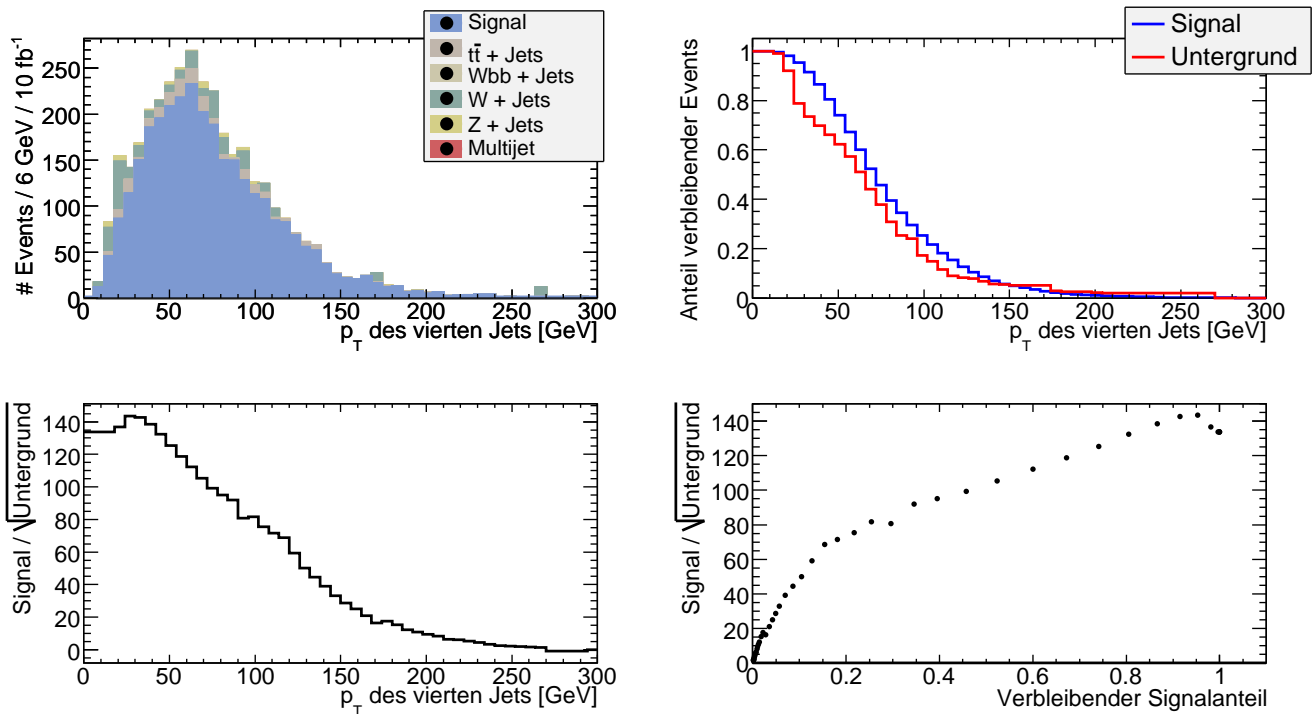 # Events / 6 GeV / 10 fb⁻¹
250
200
150
100
50
0
0 50 100 150 200 250 300
p_T des vierten Jets [GeV]
Signal
tt̄ + Jets
Wbb + Jets
W + Jets
Z + Jets
Multijet
Anteil verbleibender Events
1
0.8
0.6
0.4
0.2
0
0 50 100 150 200 250 300
p_T des vierten Jets [GeV]
Signal
Untergrund
Signal / √Untergrund
140
120
100
80
60
40
20
0
0 50 100 150 200 250 300
p_T des vierten Jets [GeV]
Signal / √Untergrund
140
120
100
80
60
40
20
0
0 0.2 0.4 0.6 0.8 1
Verbleibender Signalanteil